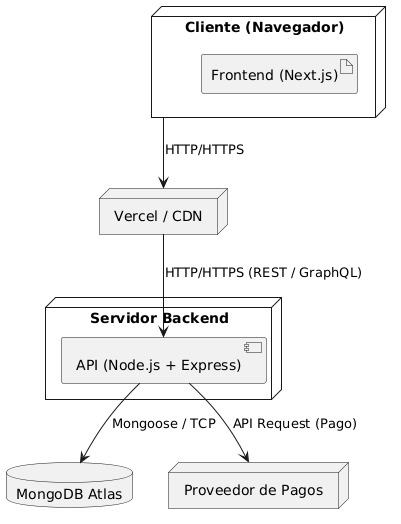 Cliente (Navegador)
Frontend (Next.js)
HTTP/HTTPS
Vercel / CDN
HTTP/HTTPS (REST / GraphQL)
Servidor Backend
API (Node.js + Express)
Mongoose / TCP
API Request (Pago)
MongoDB Atlas
Proveedor de Pagos